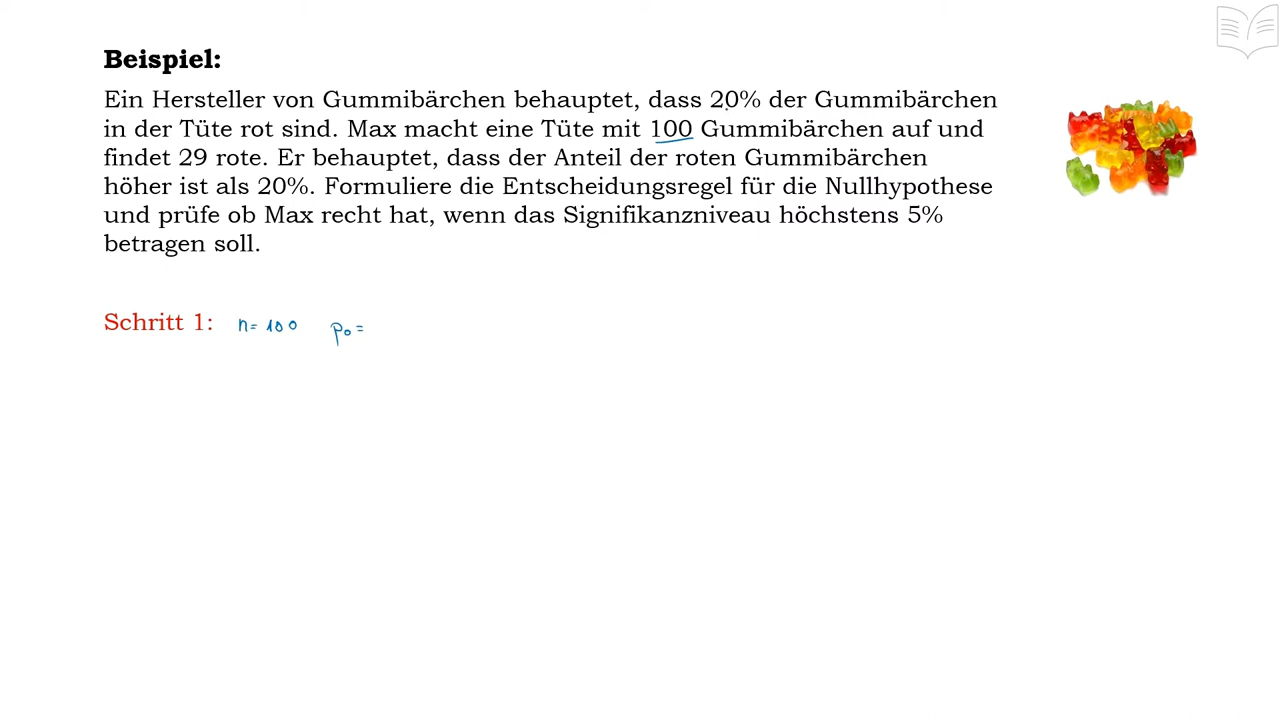 Beispiel:
Ein Hersteller von Gummibärchen behauptet, dass 20% der Gummibärchen
in der Tüte rot sind. Max macht eine Tüte mit 100 Gummibärchen auf und
findet 29 rote. Er behauptet, dass der Anteil der roten Gummibärchen
höher ist als 20%. Formuliere die Entscheidungsregel für die Nullhypothese
und prüfe ob Max recht hat, wenn das Signifikanzniveau höchstens 5%
betragen soll.
Schritt 1: n = 100 p₀ =